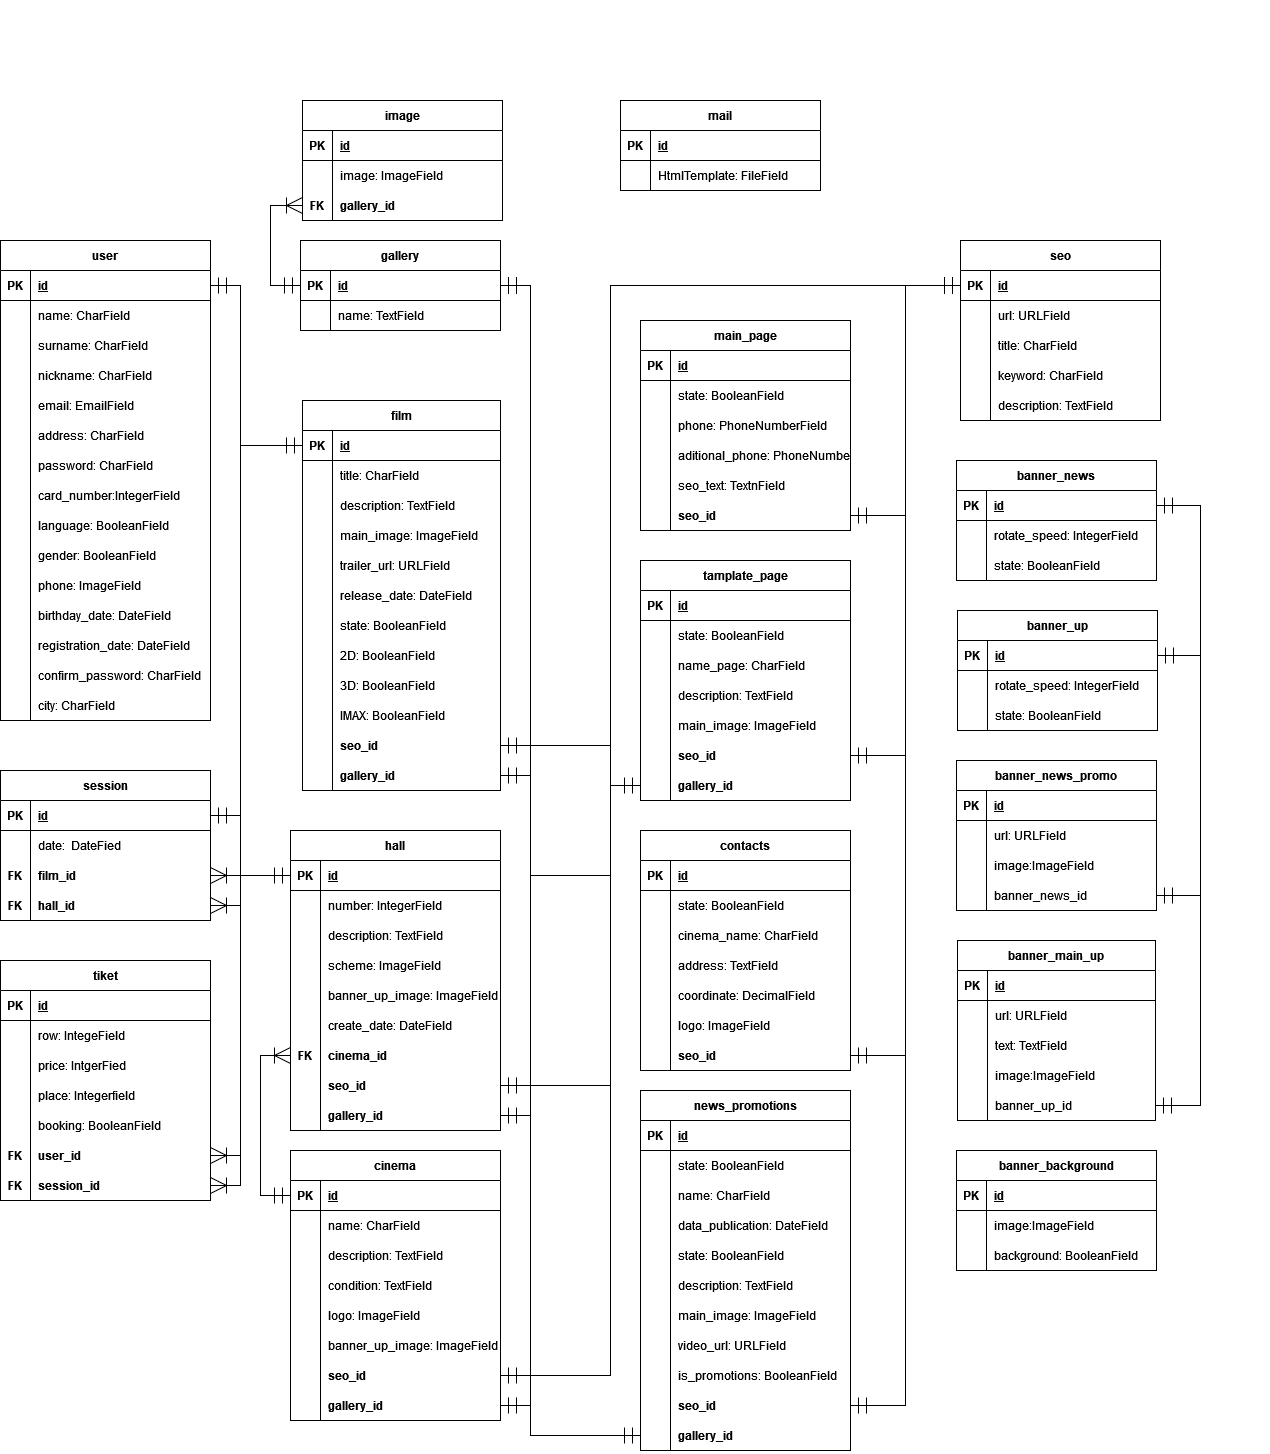 image
PK id
image: ImageField
FK gallery_id
mail
PK id
HtmlTemplate: FileField
user
PK id
name: CharField
surname: CharField
nickname: CharField
email: EmailField
address: CharField
password: CharField
card_number:IntegerField
language: BooleanField
gender: BooleanField
phone: ImageField
birthday_date: DateField
registration_date: DateField
confirm_password: CharField
city: CharField
gallery
PK id
name: TextField
seo
PK id
url: URLField
title: CharField
keyword: CharField
description: TextField
main_page
PK id
state: BooleanField
phone: PhoneNumberField
aditional_phone: PhoneNumbe
seo_text: TextnField
seo_id
film
PK id
title: CharField
description: TextField
main_image: ImageField
trailer_url: URLField
release_date: DateField
state: BooleanField
2D: BooleanField
3D: BooleanField
IMAX: BooleanField
seo_id
gallery_id
banner_news
PK id
rotate_speed: IntegerField
state: BooleanField
tamplate_page
PK id
state: BooleanField
name_page: CharField
description: TextField
main_image: ImageField
seo_id
gallery_id
banner_up
PK id
rotate_speed: IntegerField
state: BooleanField
session
PK id
date:  DateFied
FK film_id
FK hall_id
banner_news_promo
PK id
url: URLField
image:ImageField
banner_news_id
hall
PK id
number: IntegerField
description: TextField
scheme: ImageField
banner_up_image: ImageField
create_date: DateField
FK cinema_id
seo_id
gallery_id
contacts
PK id
state: BooleanField
cinema_name: CharField
address: TextField
coordinate: DecimalField
logo: ImageField
seo_id
tiket
PK id
row: IntegeField
price: IntgerFied
place: Integerfield
booking: BooleanField
FK user_id
FK session_id
banner_main_up
PK id
url: URLField
text: TextField
image:ImageField
banner_up_id
cinema
PK id
name: CharField
description: TextField
condition: TextField
logo: ImageField
banner_up_image: ImageField
seo_id
gallery_id
news_promotions
PK id
state: BooleanField
name: CharField
data_publication: DateField
state: BooleanField
description: TextField
main_image: ImageField
video_url: URLField
is_promotions: BooleanField
seo_id
gallery_id
banner_background
PK id
image:ImageField
background: BooleanField